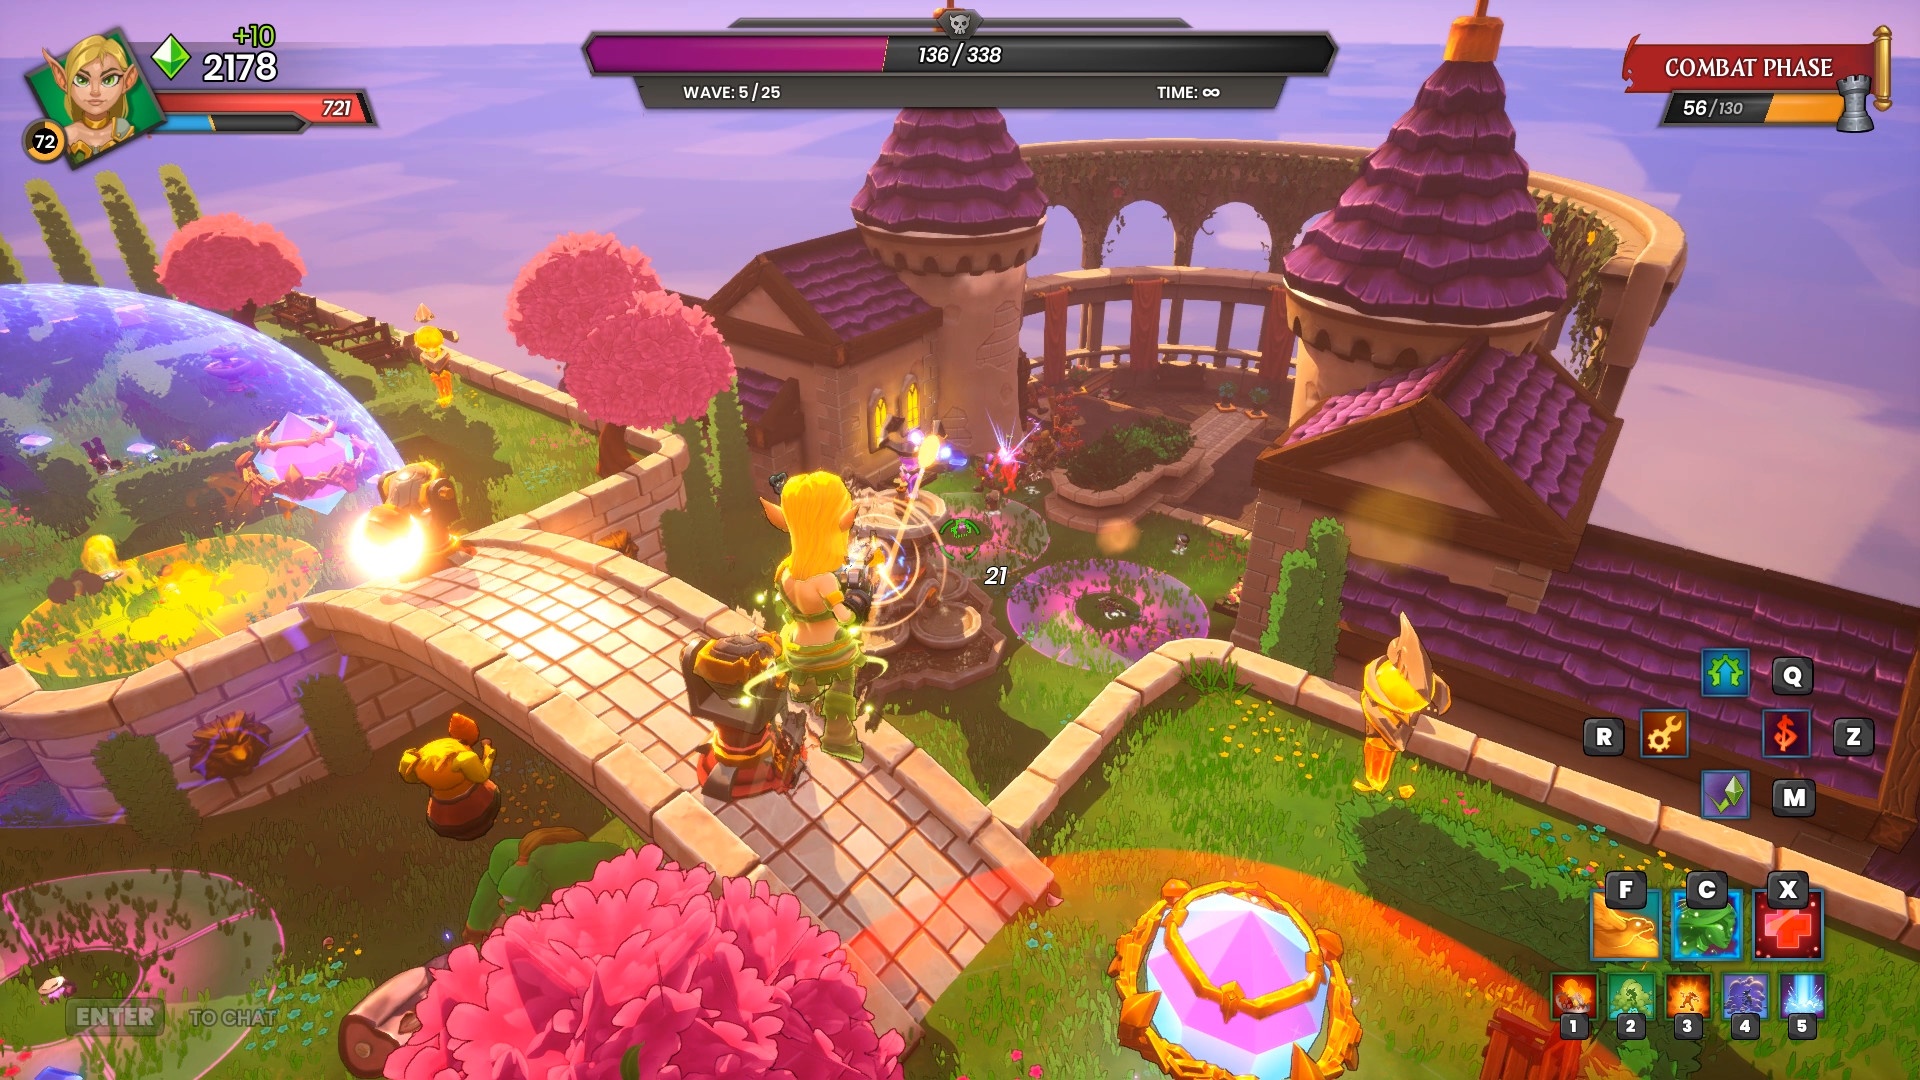 +10
2178
721
72
136 / 338
WAVE: 5 / 25
TIME: ∞
COMBAT PHASE
56 / 130
21
Q
R
Z
M
F
C
X
1
2
3
4
5
ENTER TO CHAT